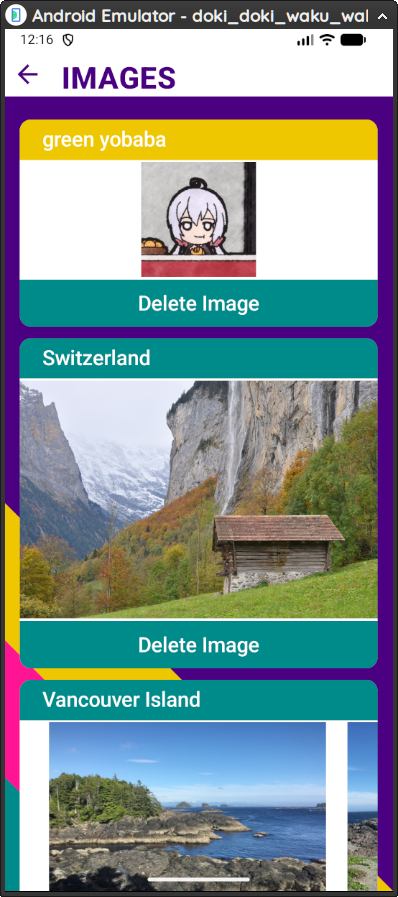 Android Emulator - doki_doki_waku_wal
12:16
IMAGES
green yobaba
Delete Image
Switzerland
Delete Image
Vancouver Island